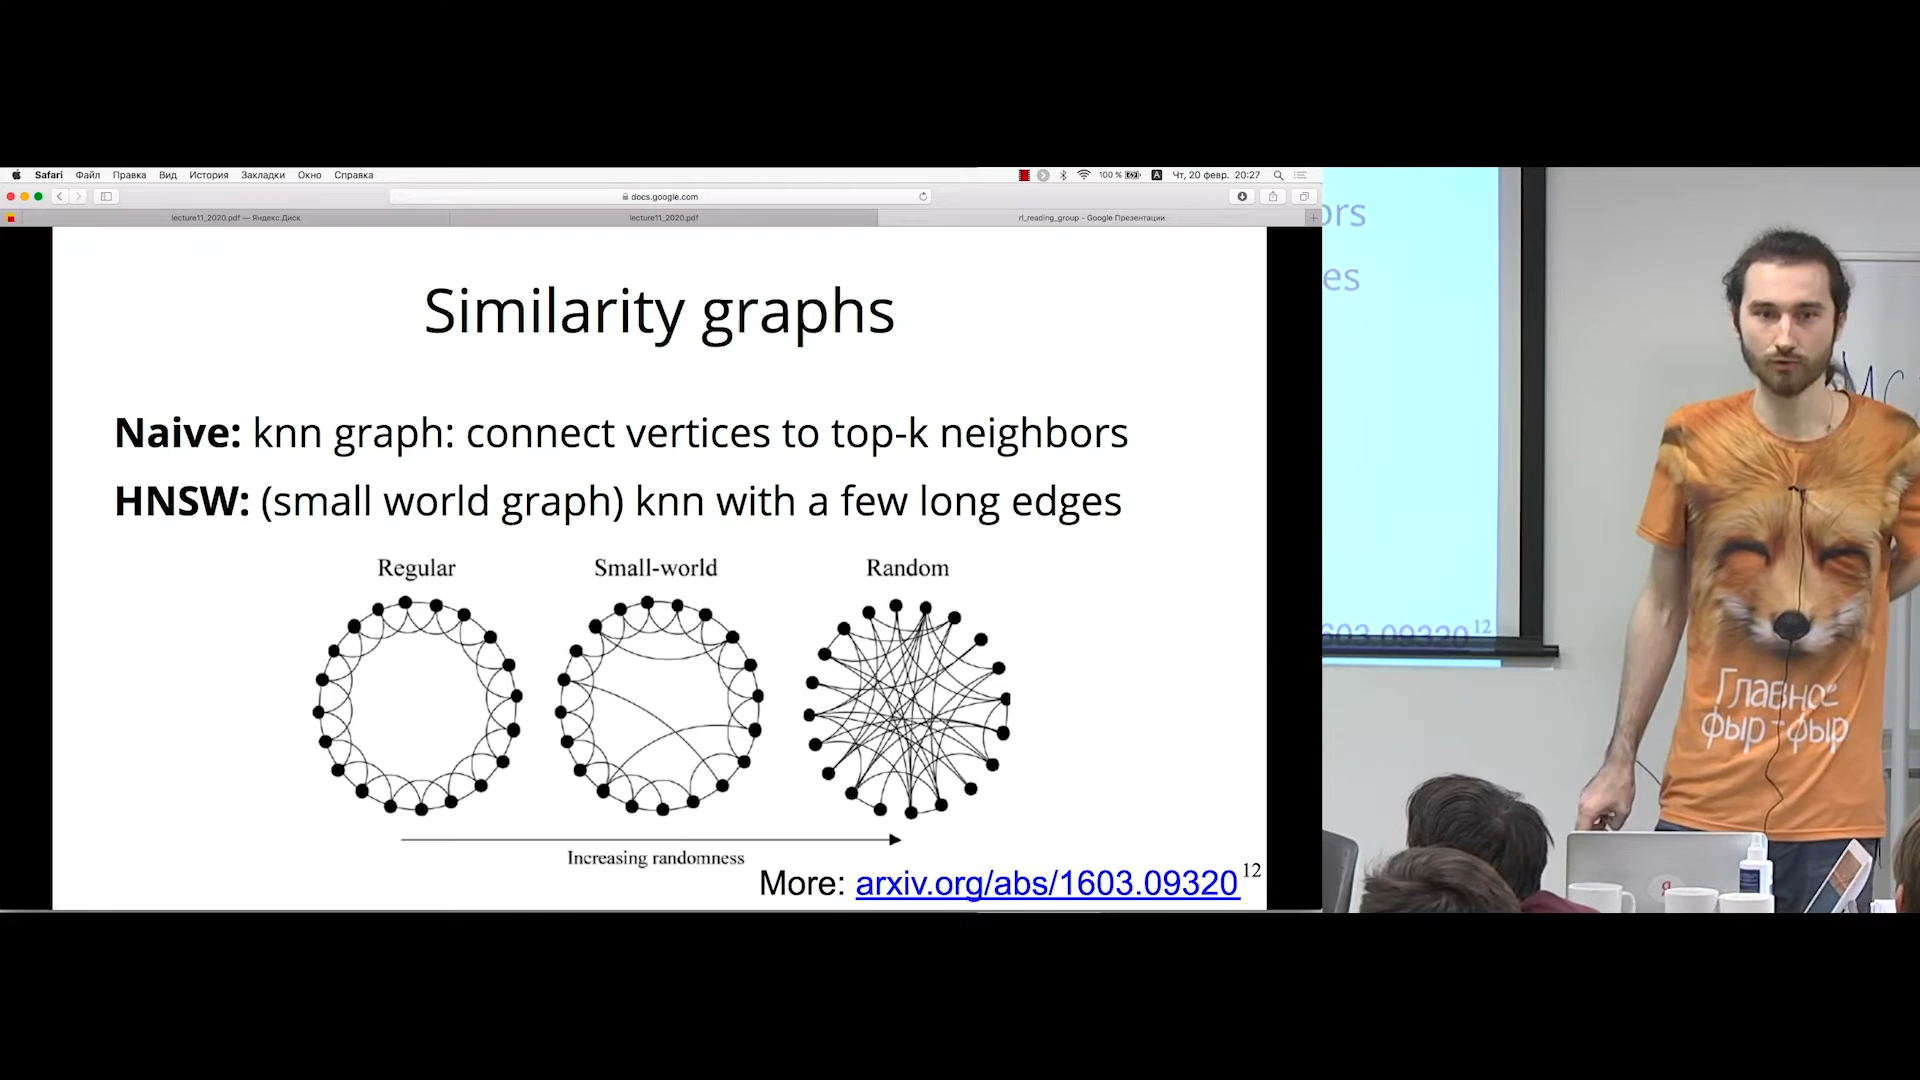 Safari Файл Правка Вид История Закладки Окно Справка
100 % A Чт, 20 февр. 20:27
docs.google.com
lecture11_2020.pdf — Яндекс.Диск
lecture11_2020.pdf
rl_reading_group - Google Презентации
Similarity graphs
Naive: knn graph: connect vertices to top-k neighbors
HNSW: (small world graph) knn with a few long edges
Regular
Small-world
Random
Increasing randomness
More: arxiv.org/abs/1603.09320
12
ors
es
603.09320
12
Главное
фыр-фыр
Я